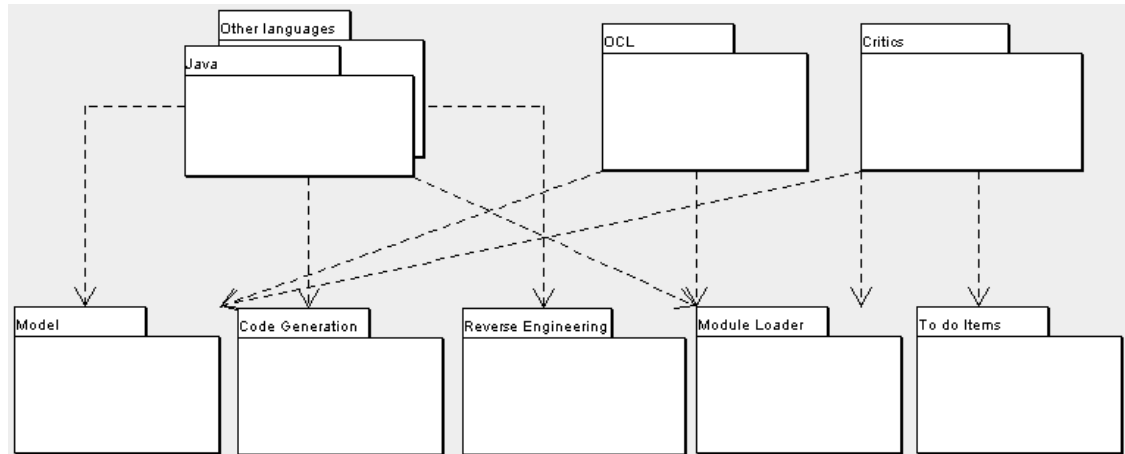 Other languages
Java
OCL
Critics
Model
Code Generation
Reverse Engineering
Module Loader
To do Items